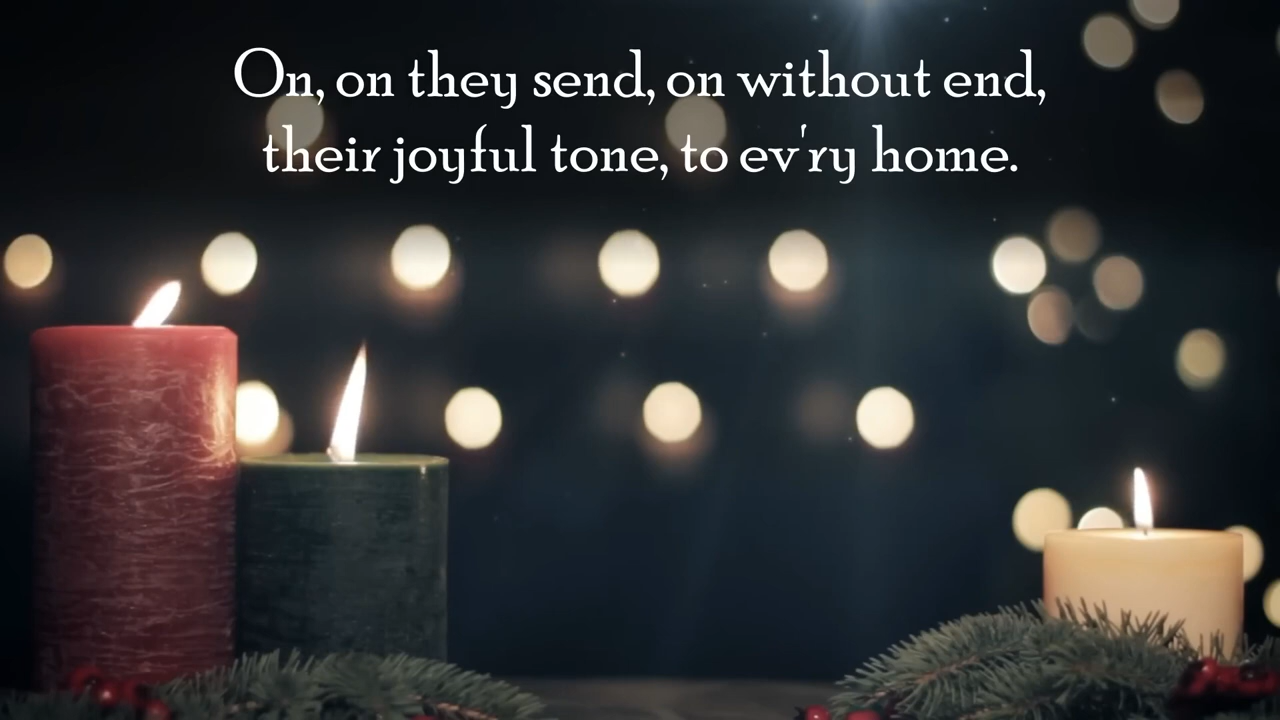 On, on they send, on without end,
their joyful tone, to ev'ry home.